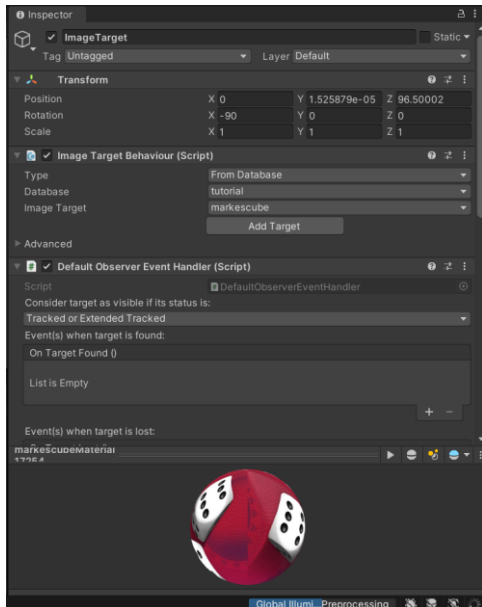 Inspector
ImageTarget Static
Tag Untagged Layer Default
Transform
Position X 0 Y 1.525879e-05 Z 96.50002
Rotation X -90 Y 0 Z 0
Scale X 1 Y 1 Z 1
Image Target Behaviour (Script)
Type From Database
Database tutorial
Image Target markescube
Add Target
Advanced
Default Observer Event Handler (Script)
Script DefaultObserverEventHandler
Consider target as visible if its status is:
Tracked or Extended Tracked
Event(s) when target is found:
On Target Found ()
List is Empty
Event(s) when target is lost:
markescubeMaterial
17254
Global Illumi Preprocessing